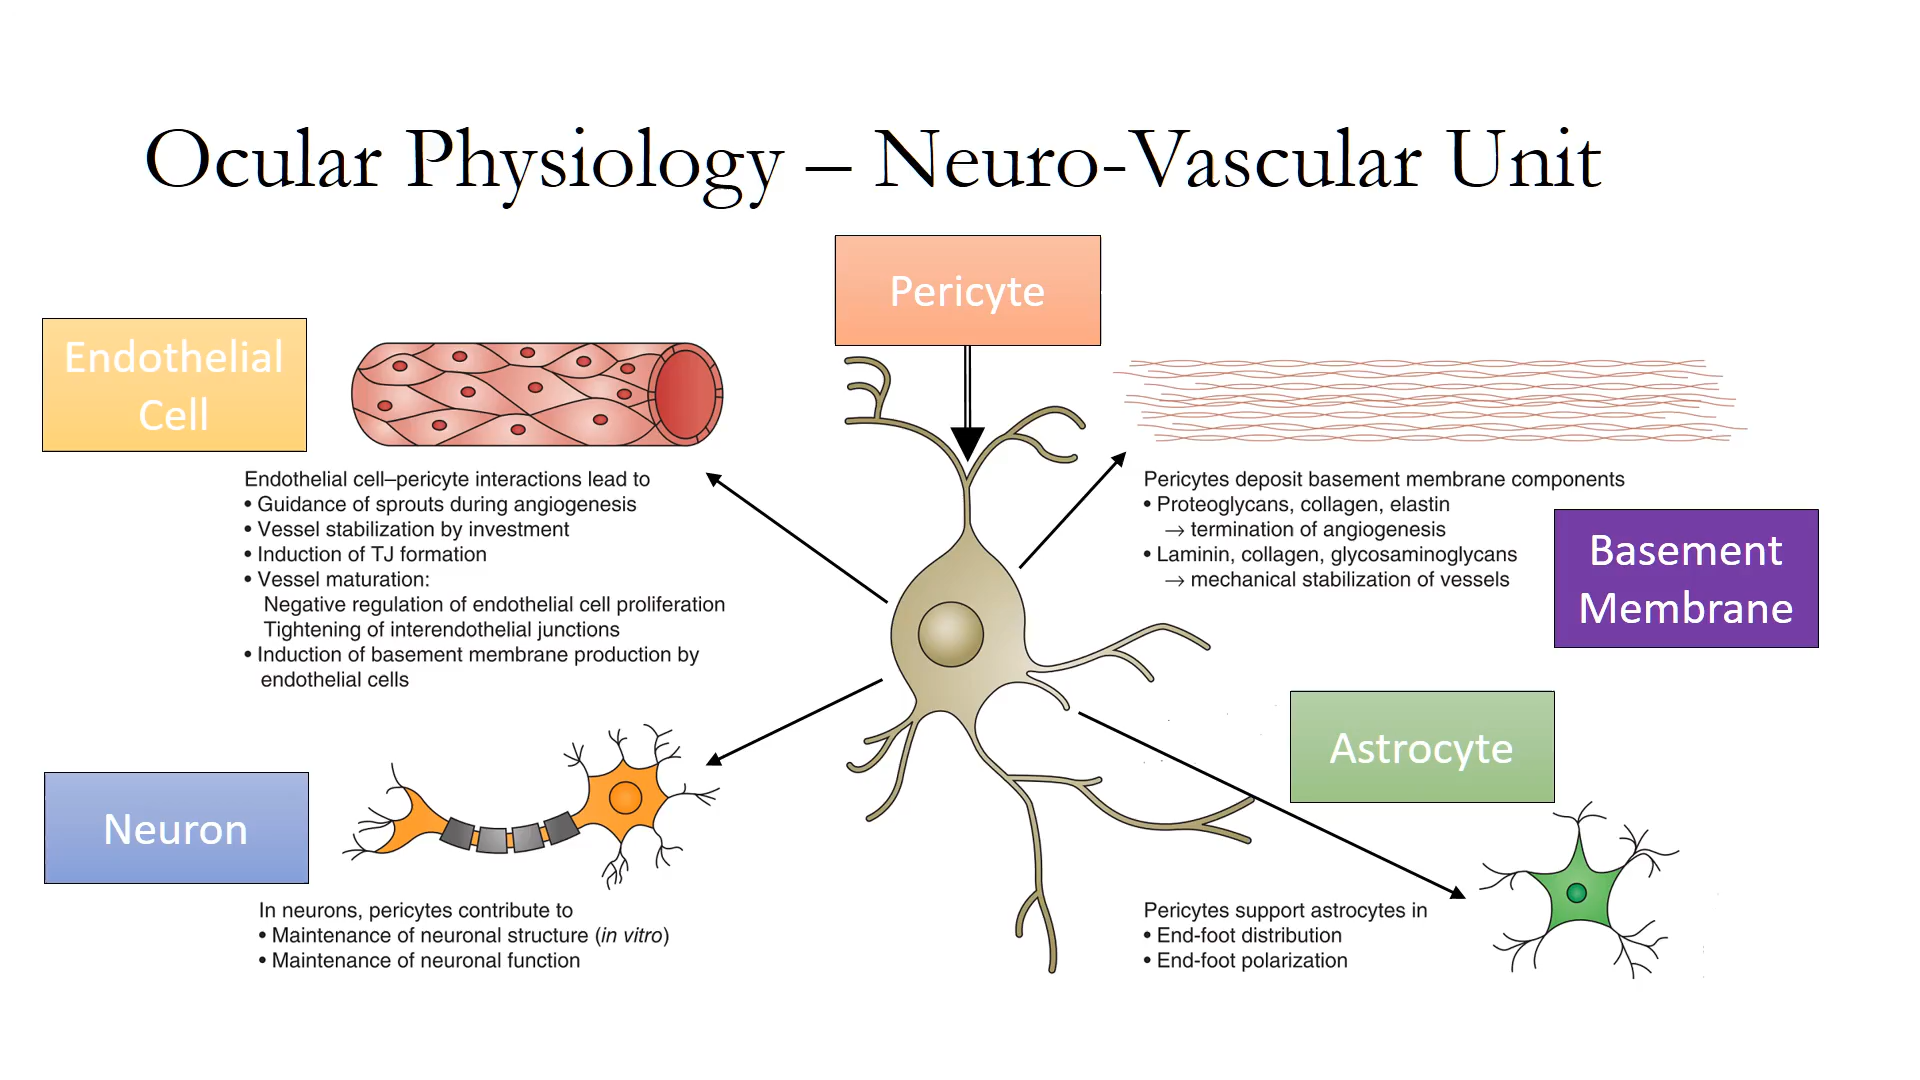 Ocular Physiology – Neuro-Vascular Unit
Pericyte
Endothelial
Cell
Endothelial cell–pericyte interactions lead to
• Guidance of sprouts during angiogenesis
• Vessel stabilization by investment
• Induction of TJ formation
• Vessel maturation:
Negative regulation of endothelial cell proliferation
Tightening of interendothelial junctions
• Induction of basement membrane production by
endothelial cells
Pericytes deposit basement membrane components
• Proteoglycans, collagen, elastin
→ termination of angiogenesis
• Laminin, collagen, glycosaminoglycans
→ mechanical stabilization of vessels
Basement
Membrane
Neuron
In neurons, pericytes contribute to
• Maintenance of neuronal structure (in vitro)
• Maintenance of neuronal function
Astrocyte
Pericytes support astrocytes in
• End-foot distribution
• End-foot polarization